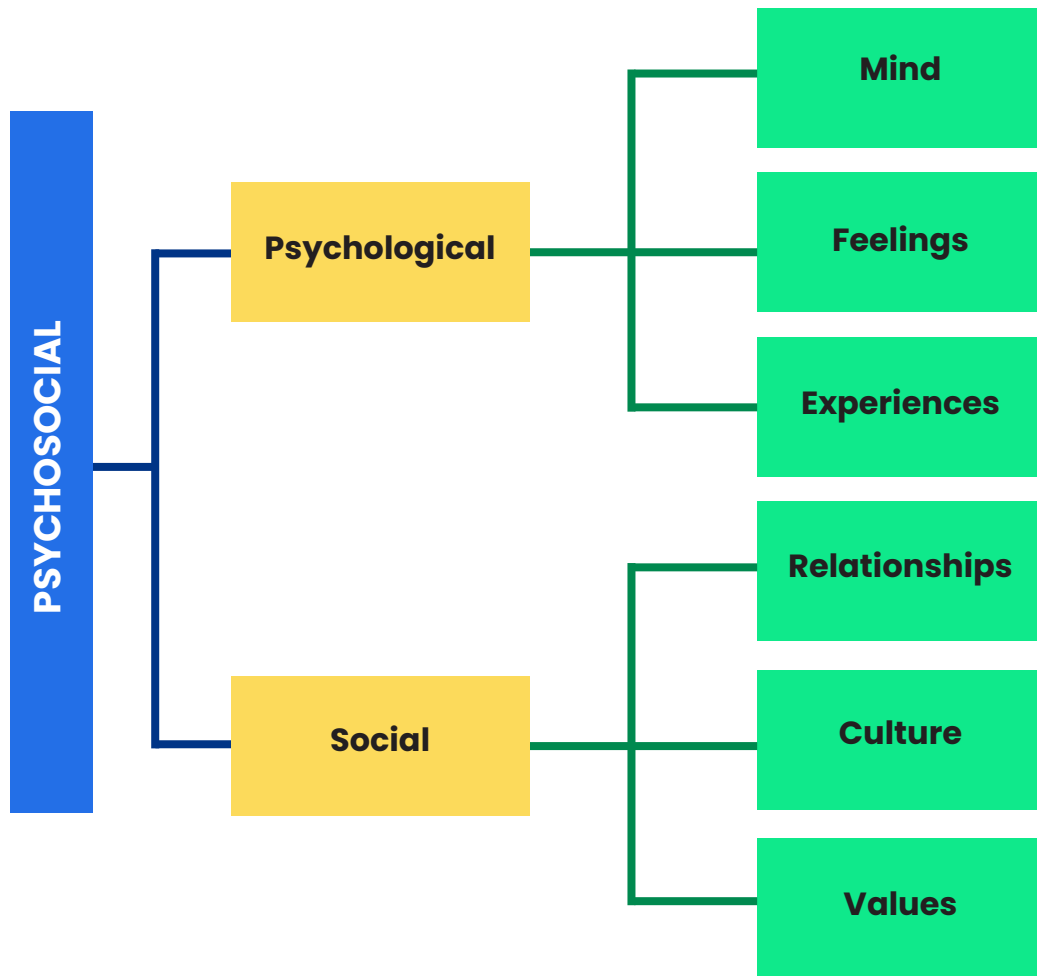 PSYCHOSOCIAL
Psychological
Mind
Feelings
Experiences
Social
Relationships
Culture
Values